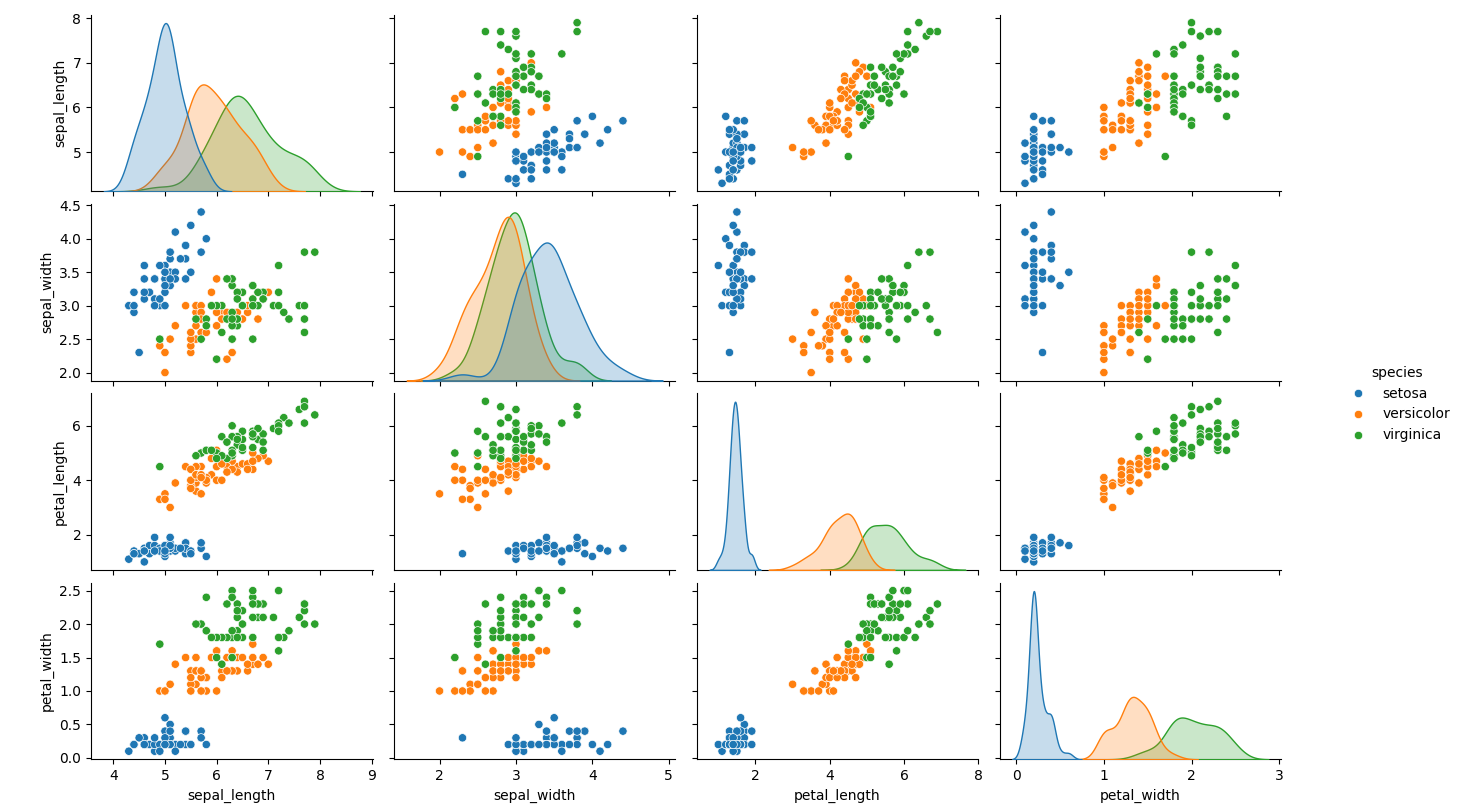 8
7
6
5
sepal_length
4.5
4.0
3.5
3.0
2.5
2.0
sepal_width
6
4
2
petal_length
2.5
2.0
1.5
1.0
0.5
0.0
petal_width
4 5 6 7 8 9
sepal_length
2 3 4 5
sepal_width
2 4 6 8
petal_length
0 1 2 3
petal_width
species
setosa
versicolor
virginica